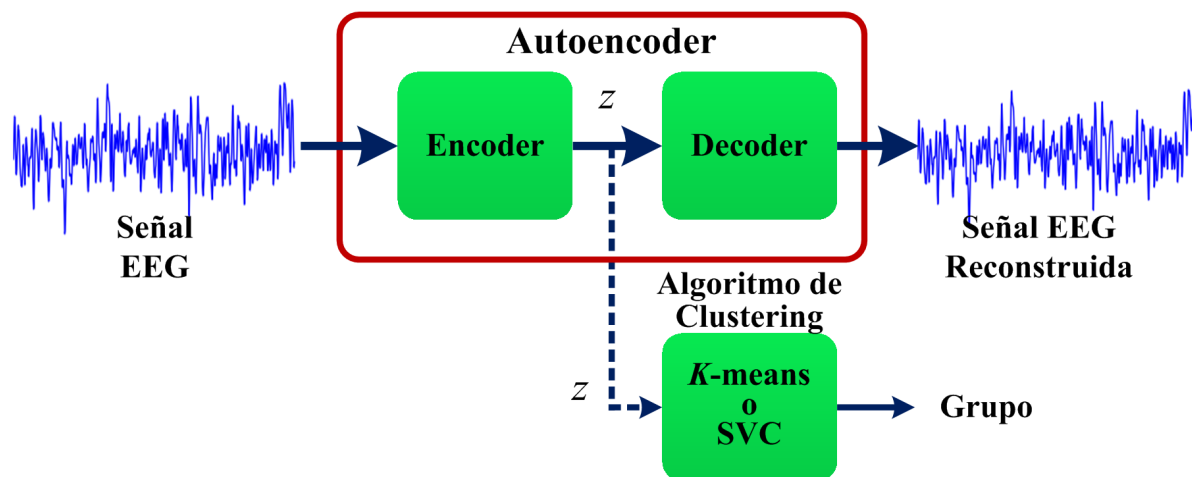 Autoencoder
z
Encoder
Decoder
Señal
EEG
Señal EEG
Reconstruida
Algoritmo de
Clustering
z
K-means
o
SVC
Grupo